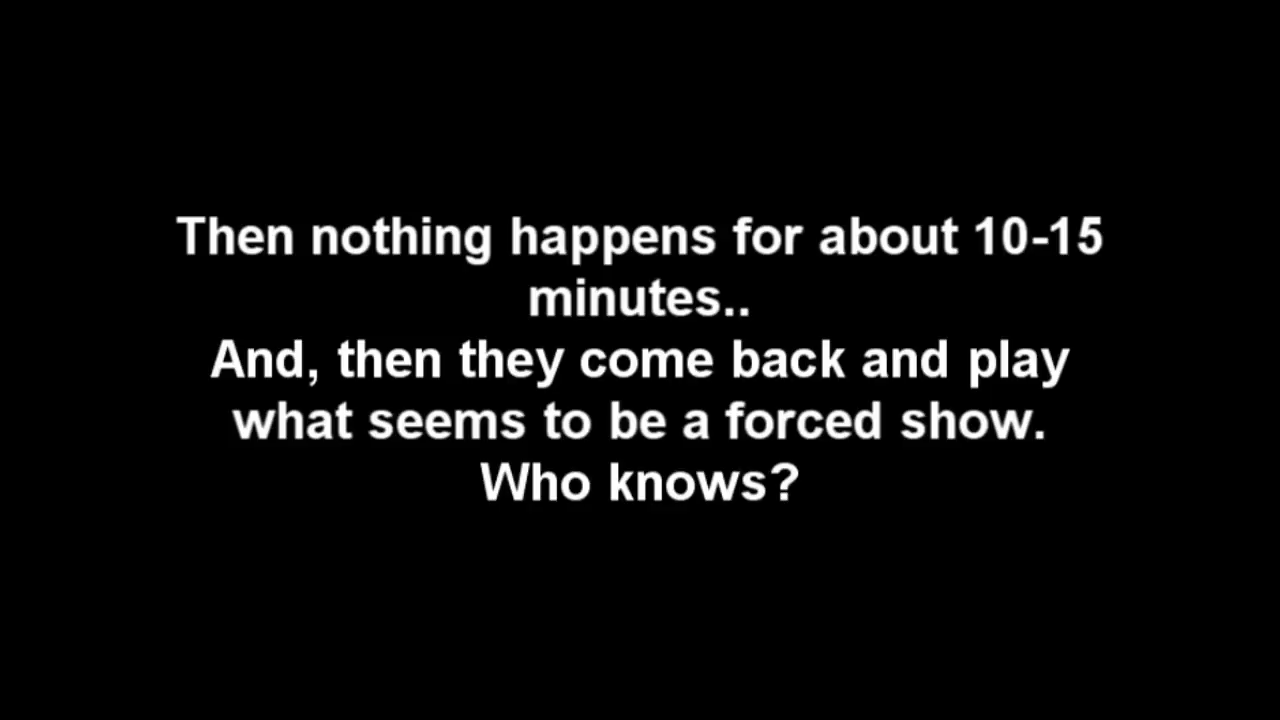 Then nothing happens for about 10-15
minutes..
And, then they come back and play
what seems to be a forced show.
Who knows?